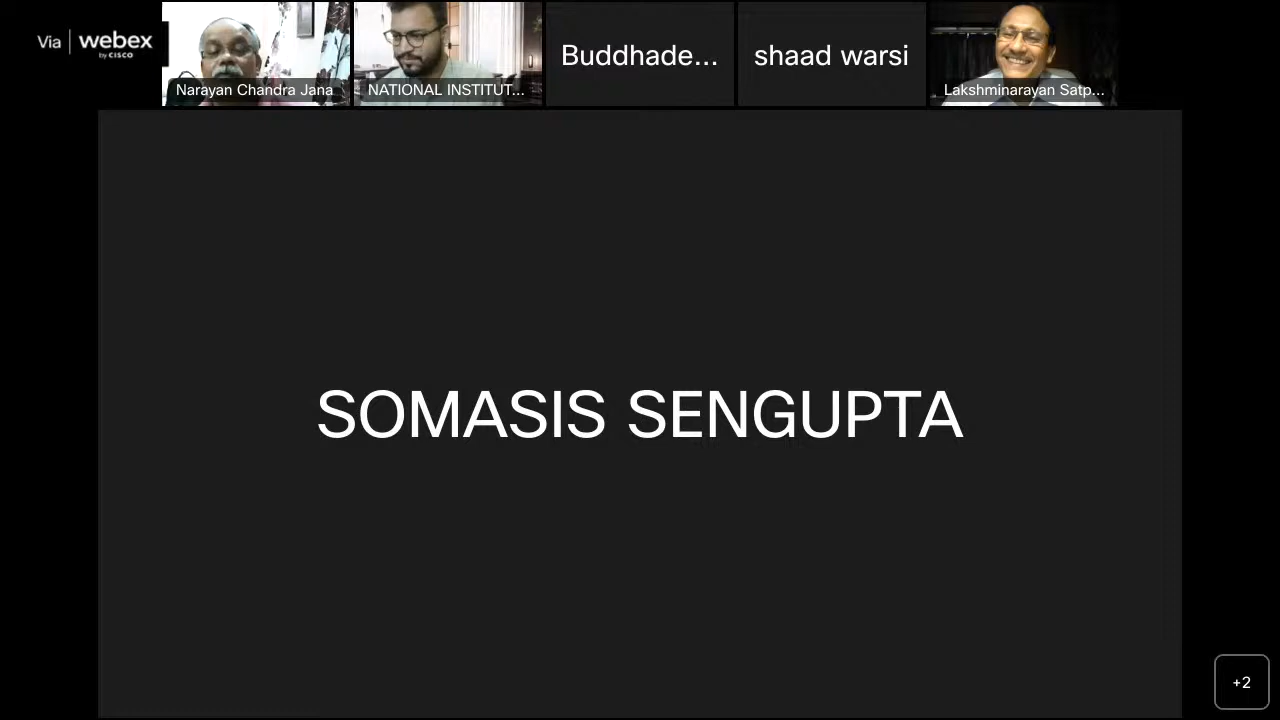 Via | webex
by CISCO
Narayan Chandra Jana
NATIONAL INSTITUT...
Buddhade...
shaad warsi
Lakshminarayan Satp...
SOMASIS SENGUPTA
+2